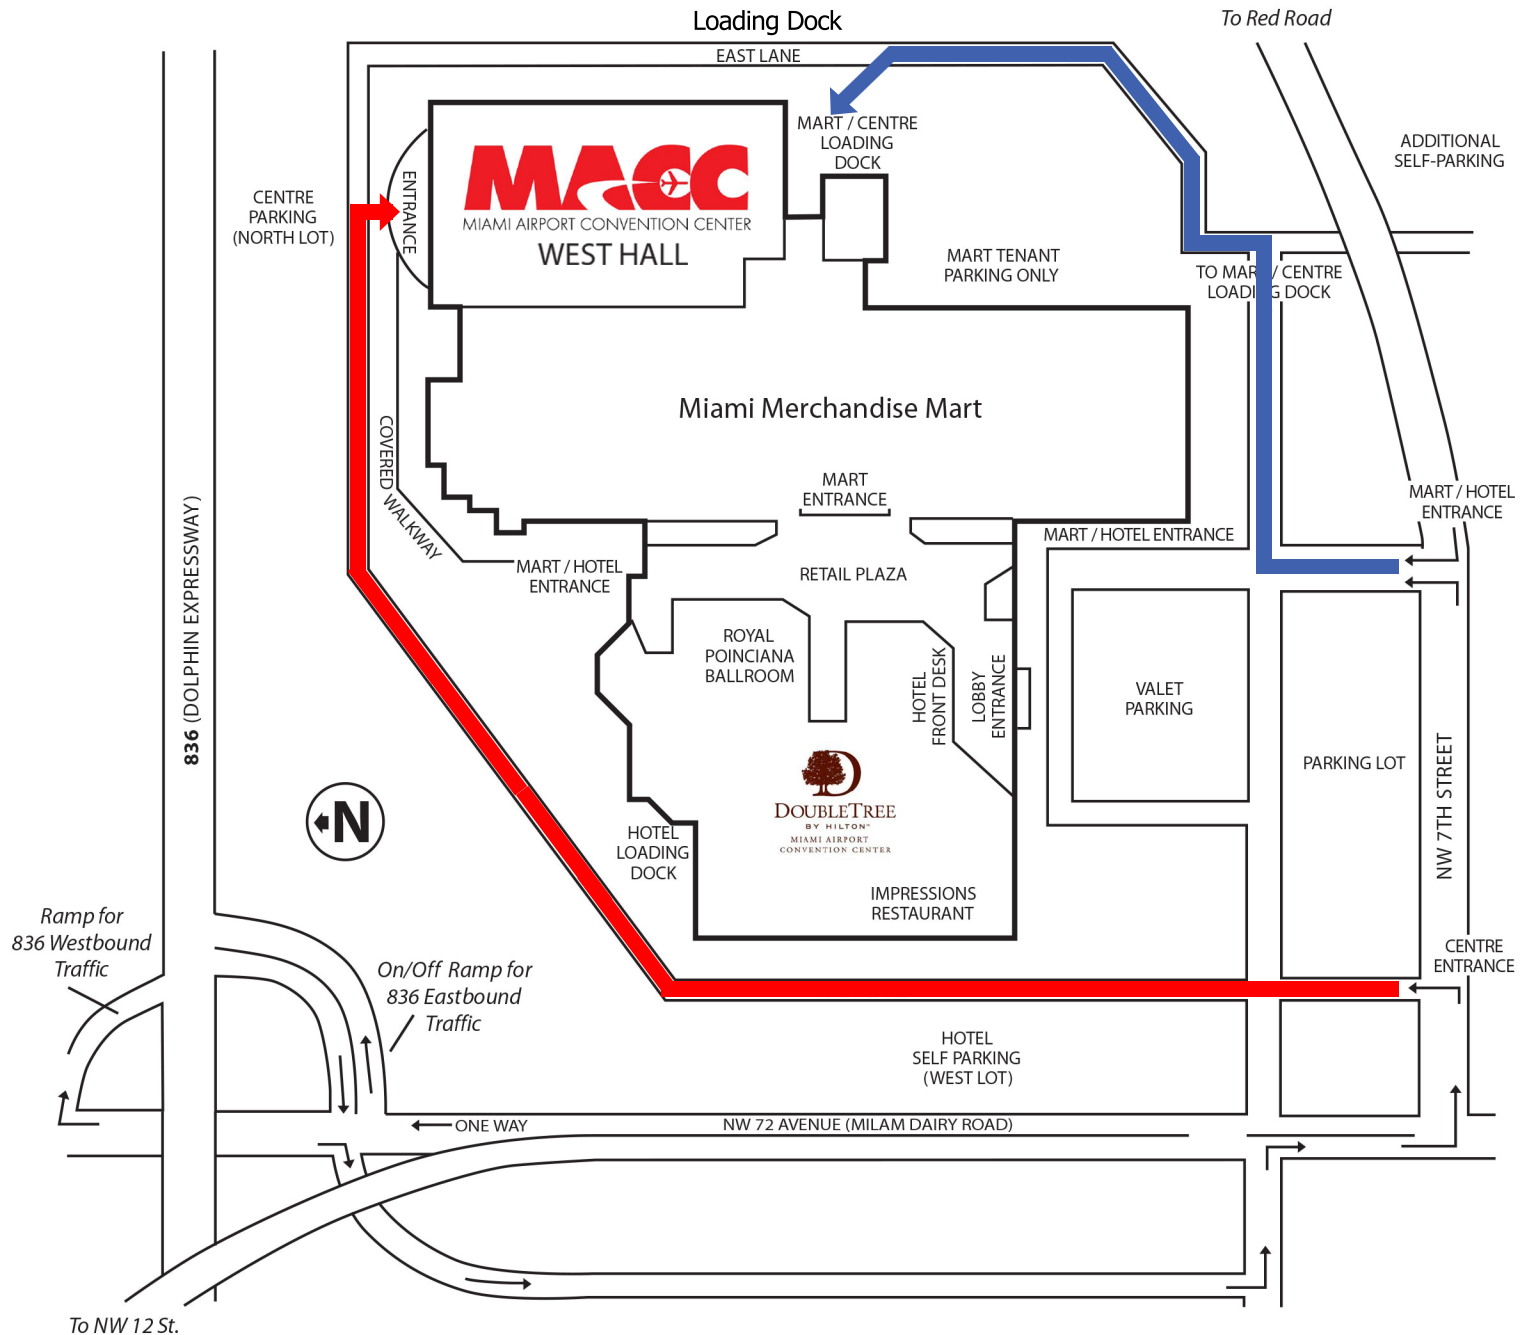 Loading Dock
To Red Road
EAST LANE
MART / CENTRE
LOADING
DOCK
ADDITIONAL
SELF-PARKING
CENTRE
PARKING
(NORTH LOT)
ENTRANCE
MACC
MIAMI AIRPORT CONVENTION CENTER
WEST HALL
MART TENANT
PARKING ONLY
TO MART / CENTRE
LOADING DOCK
Miami Merchandise Mart
COVERED
WALKWAY
MART
ENTRANCE
MART / HOTEL
ENTRANCE
MART / HOTEL ENTRANCE
MART / HOTEL
ENTRANCE
RETAIL PLAZA
836 (DOLPHIN EXPRESSWAY)
ROYAL
POINCIANA
BALLROOM
HOTEL
FRONT DESK
LOBBY
ENTRANCE
VALET
PARKING
PARKING LOT
NW 7TH STREET
N
D
DOUBLETREE
BY HILTON™
MIAMI AIRPORT
CONVENTION CENTER
HOTEL
LOADING
DOCK
IMPRESSIONS
RESTAURANT
Ramp for
836 Westbound
Traffic
On/Off Ramp for
836 Eastbound
Traffic
CENTRE
ENTRANCE
HOTEL
SELF PARKING
(WEST LOT)
ONE WAY
NW 72 AVENUE (MILAM DAIRY ROAD)
To NW 12 St.